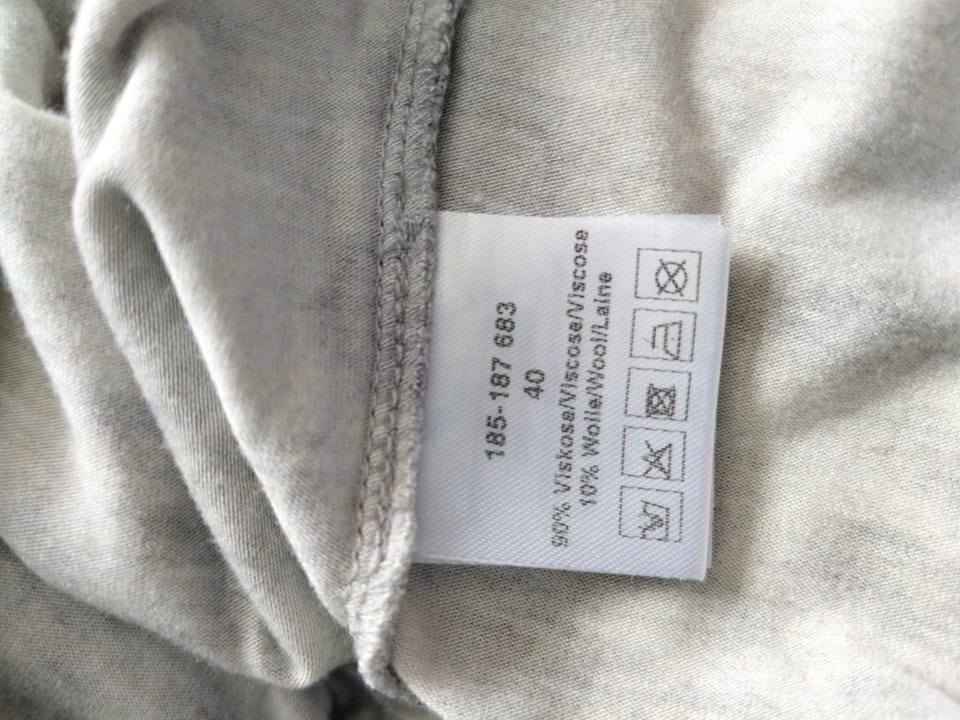 185-187 683
40
90% Viskose/Viscose/Viscose
10% Wolle/Wool/Laine